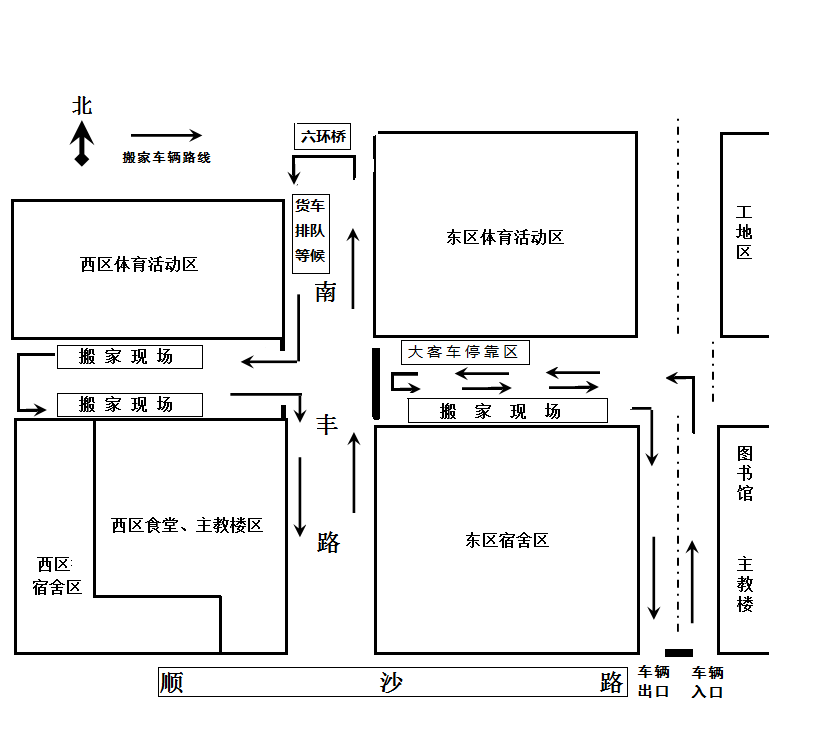 北
搬家车辆路线
六环桥
货车
排队
等候
西区体育活动区
东区体育活动区
工
地
区
南
搬 家 现 场
大客车停靠区
搬 家 现 场
搬 家 现 场
丰
路
西区食堂、主教楼区
西区
宿舍区
东区宿舍区
图
书
馆
主
教
楼
顺 沙 路
车辆
出口
车辆
入口